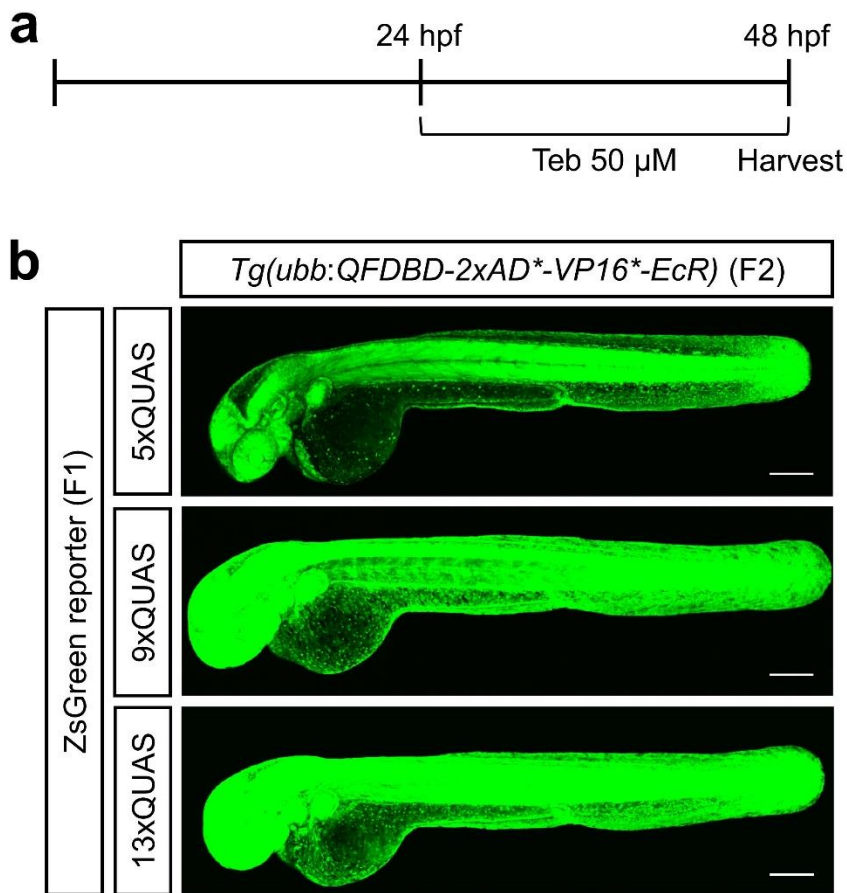 a
24 hpf 48 hpf
Teb 50 µM Harvest
b
Tg(ubb:QFDBD-2xAD*-VP16*-EcR) (F2)
ZsGreen reporter (F1)
5xQUAS
9xQUAS
13xQUAS